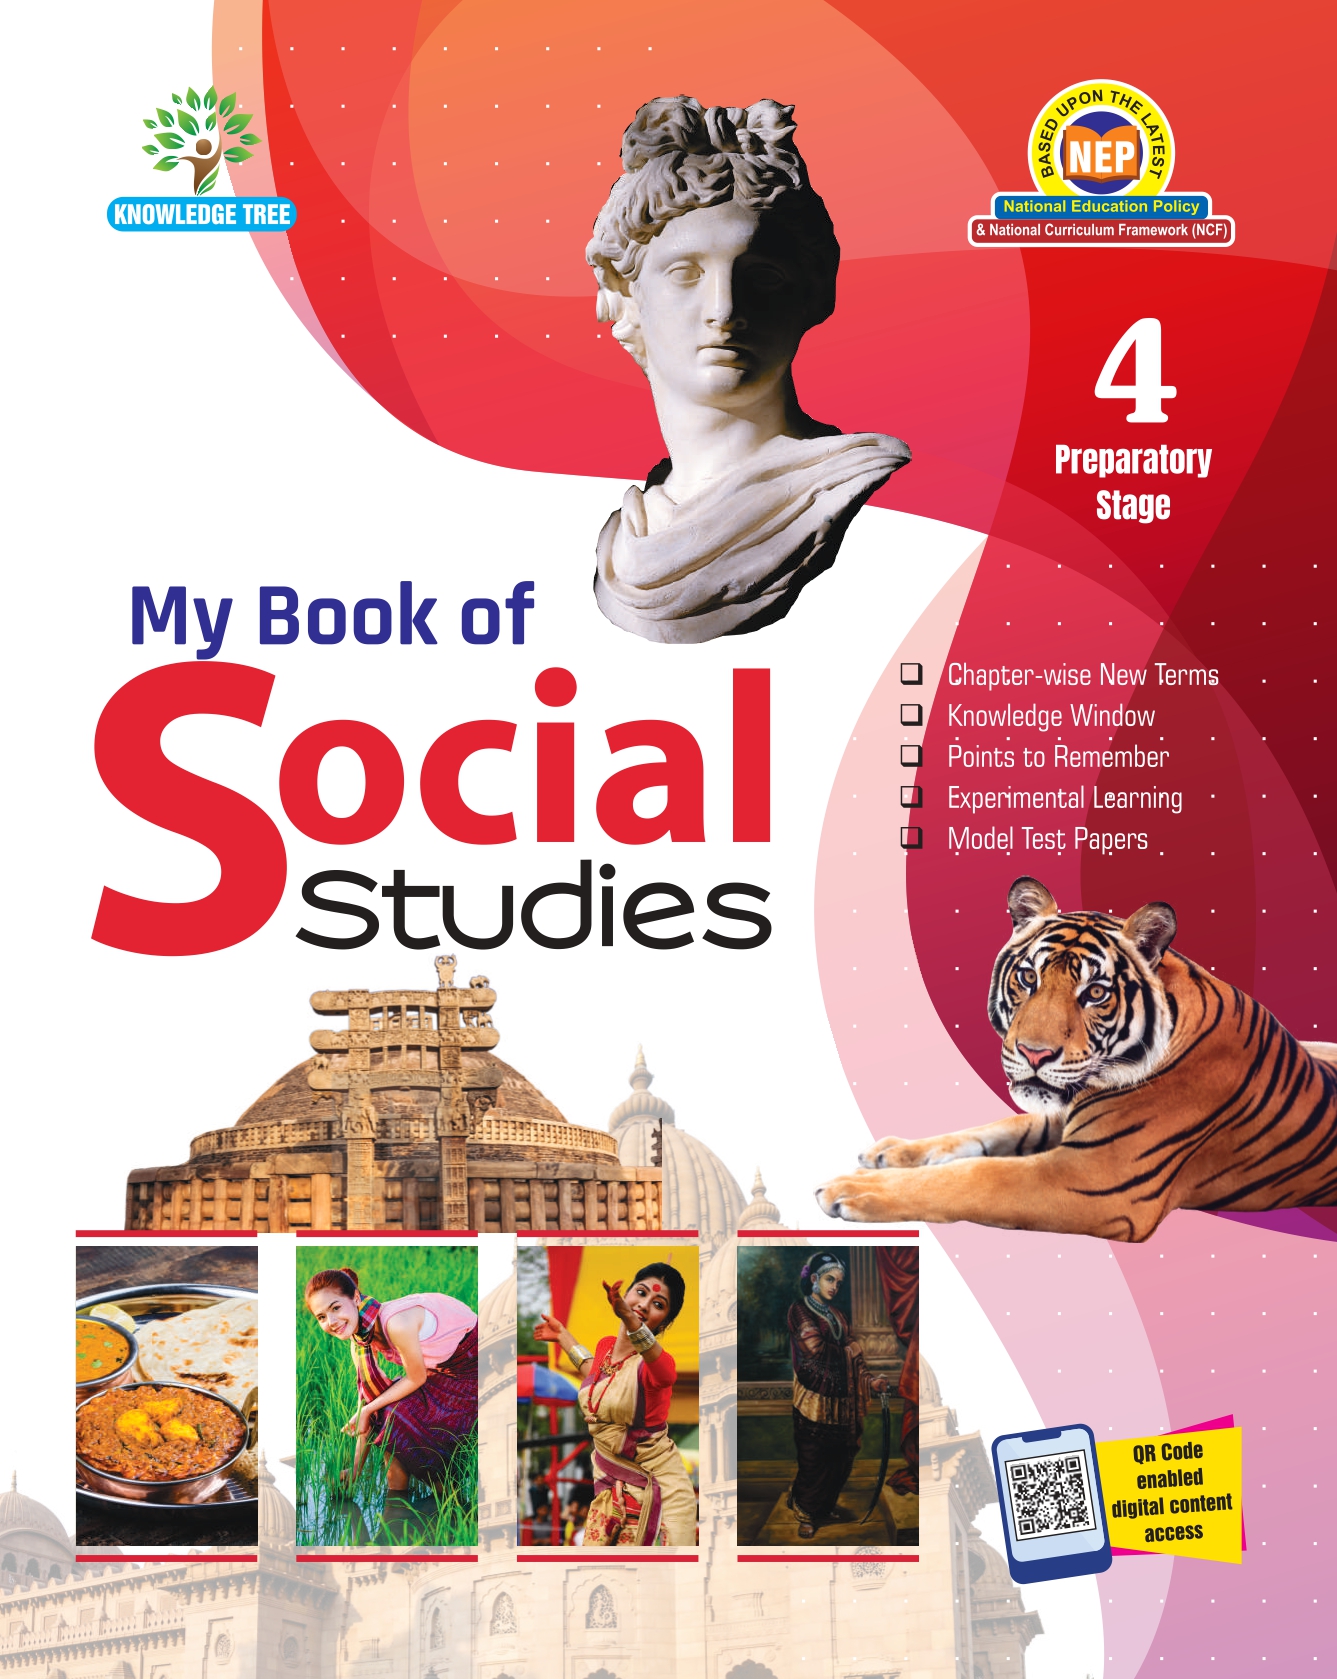 KNOWLEDGE TREE
BASED UPON THE LATEST
NEP
National Education Policy
& National Curriculum Framework (NCF)
4
Preparatory
Stage
My Book of
Social
Studies
Chapter-wise New Terms
Knowledge Window
Points to Remember
Experimental Learning
Model Test Papers
QR Code
enabled
digital content
access